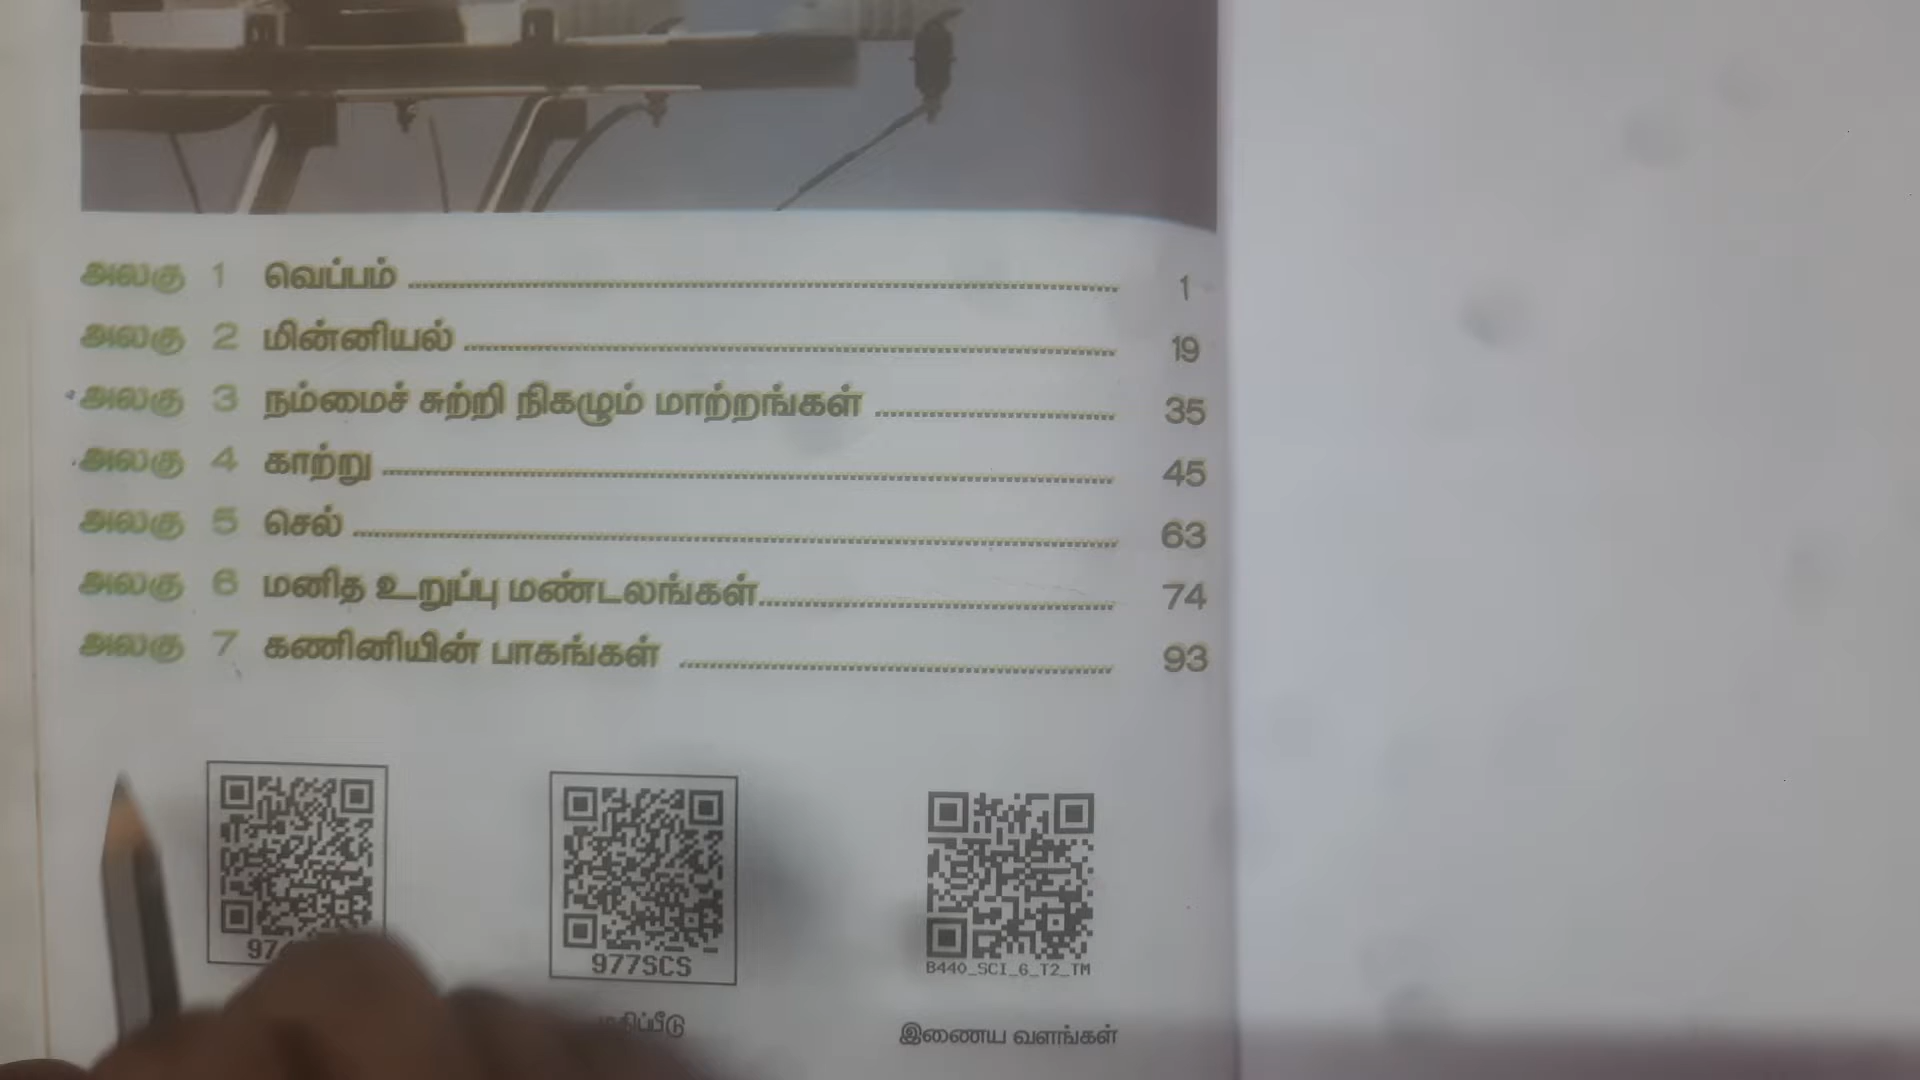 அலகு 1 வெப்பம் 1
அலகு 2 மின்னியல் 19
அலகு 3 நம்மைச் சுற்றி நிகழும் மாற்றங்கள் 35
அலகு 4 காற்று 45
அலகு 5 செல் 63
அலகு 6 மனித உறுப்பு மண்டலங்கள் 74
அலகு 7 கணினியின் பாகங்கள் 93
977SCS
B440_SCI_6_T2_TM
இணைய வளங்கள்